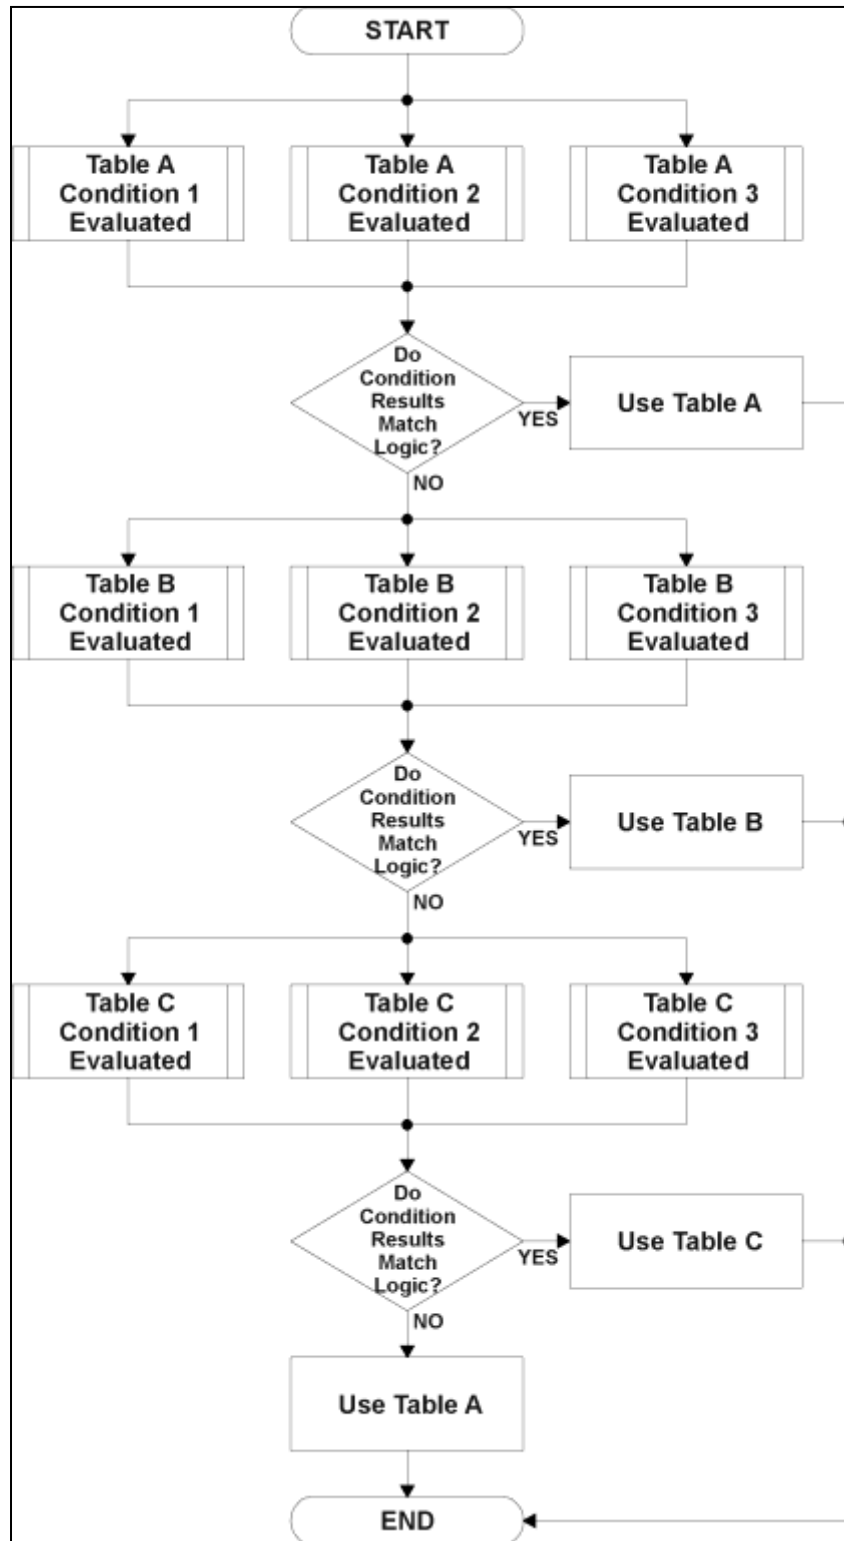 START
Table A
Condition 1
Evaluated
Table A
Condition 2
Evaluated
Table A
Condition 3
Evaluated
Do
Condition
Results
Match
Logic?
YES
Use Table A
NO
Table B
Condition 1
Evaluated
Table B
Condition 2
Evaluated
Table B
Condition 3
Evaluated
Do
Condition
Results
Match
Logic?
YES
Use Table B
NO
Table C
Condition 1
Evaluated
Table C
Condition 2
Evaluated
Table C
Condition 3
Evaluated
Do
Condition
Results
Match
Logic?
YES
Use Table C
NO
Use Table A
END